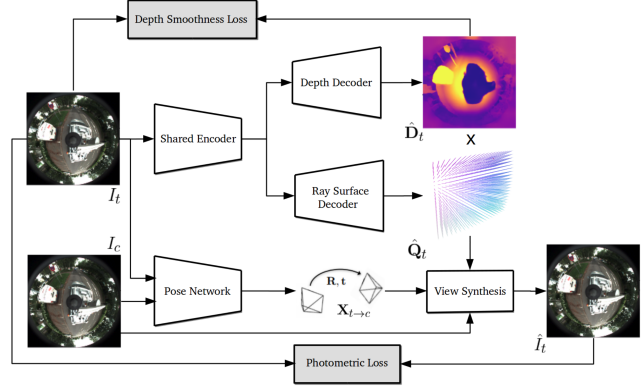 Depth Smoothness Loss
Depth Decoder
Shared Encoder
D̂_t
x
I_t
Ray Surface
Decoder
I_c
Q̂_t
Pose Network
R, t
X_{t→c}
View Synthesis
Î_t
Photometric Loss